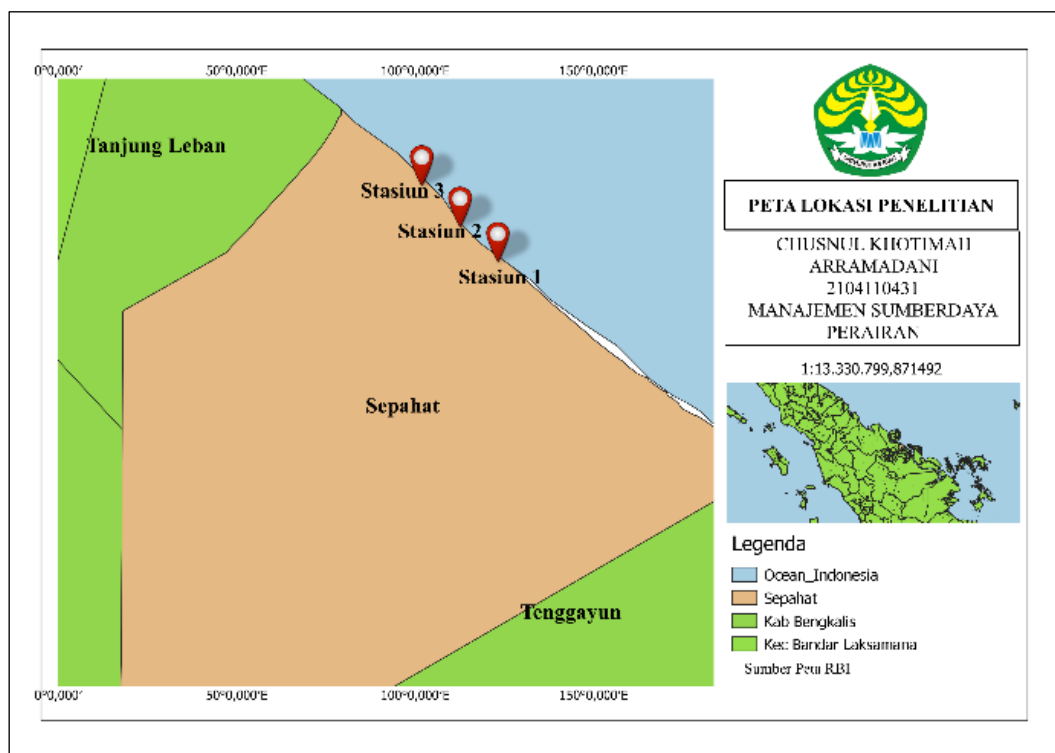 0°0,000′ 50°0,000′E 100°0,000′E 150°0,000′E
Tanjung Leban
Stasiun 3
Stasiun 2
Stasiun 1
Sepahat
Tenggayun
0°0,000′ 50°0,000′E 100°0,000′E 150°0,000′E
PETA LOKASI PENELITIAN
CHUSNUL KHOTIMAH
ARRAMADANI
2104110431
MANAJEMEN SUMBERDAYA
PERAIRAN
1:13.330.799,871492
Legenda
Ocean_Indonesia
Sepahat
Kab Bengkalis
Kec Bandar Laksamana
Sumber Peta RBI